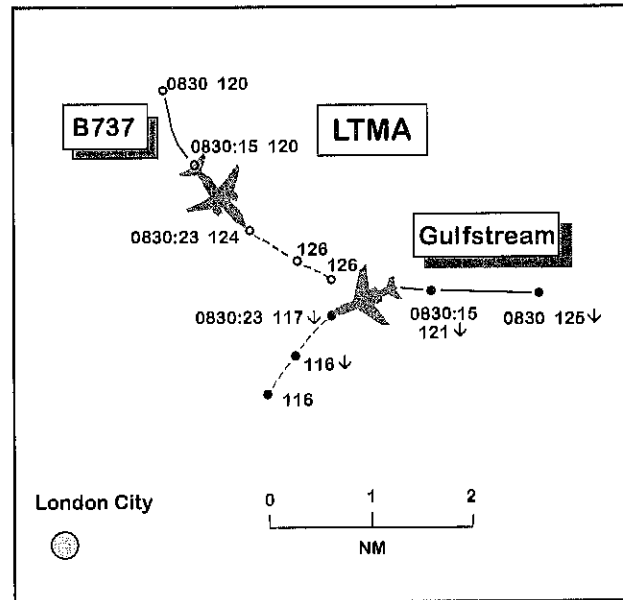 0830 120
B737
LTMA
0830:15 120
0830:23 124
126
126
Gulfstream
0830:23 117↓
0830:15
121↓
0830 125↓
116↓
116
London City
0 1 2
NM